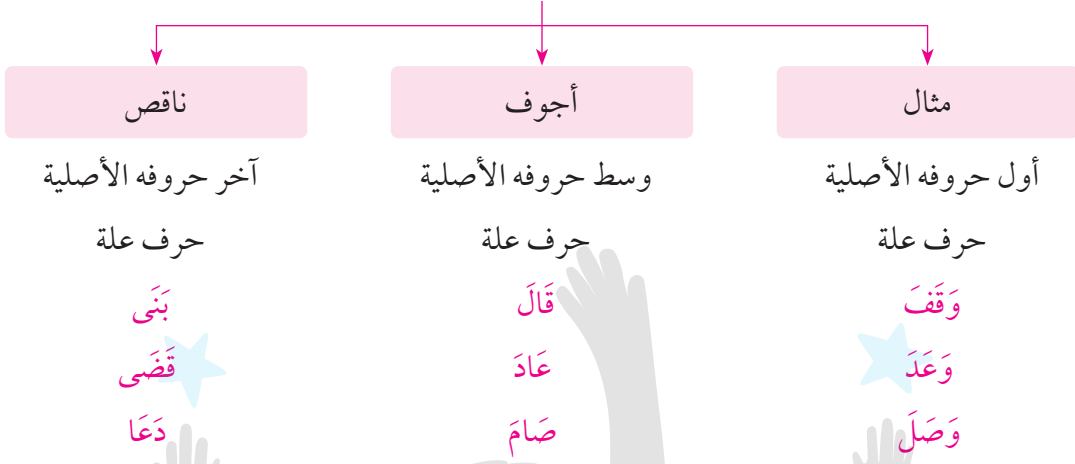 مثال
أول حروفه الأصلية
حرف علة
وَقَفَ
وَعَدَ
وَصَلَ
أجوف
وسط حروفه الأصلية
حرف علة
قَالَ
عَادَ
صَامَ
ناقص
آخر حروفه الأصلية
حرف علة
بَنَى
قَضَى
دَعَا